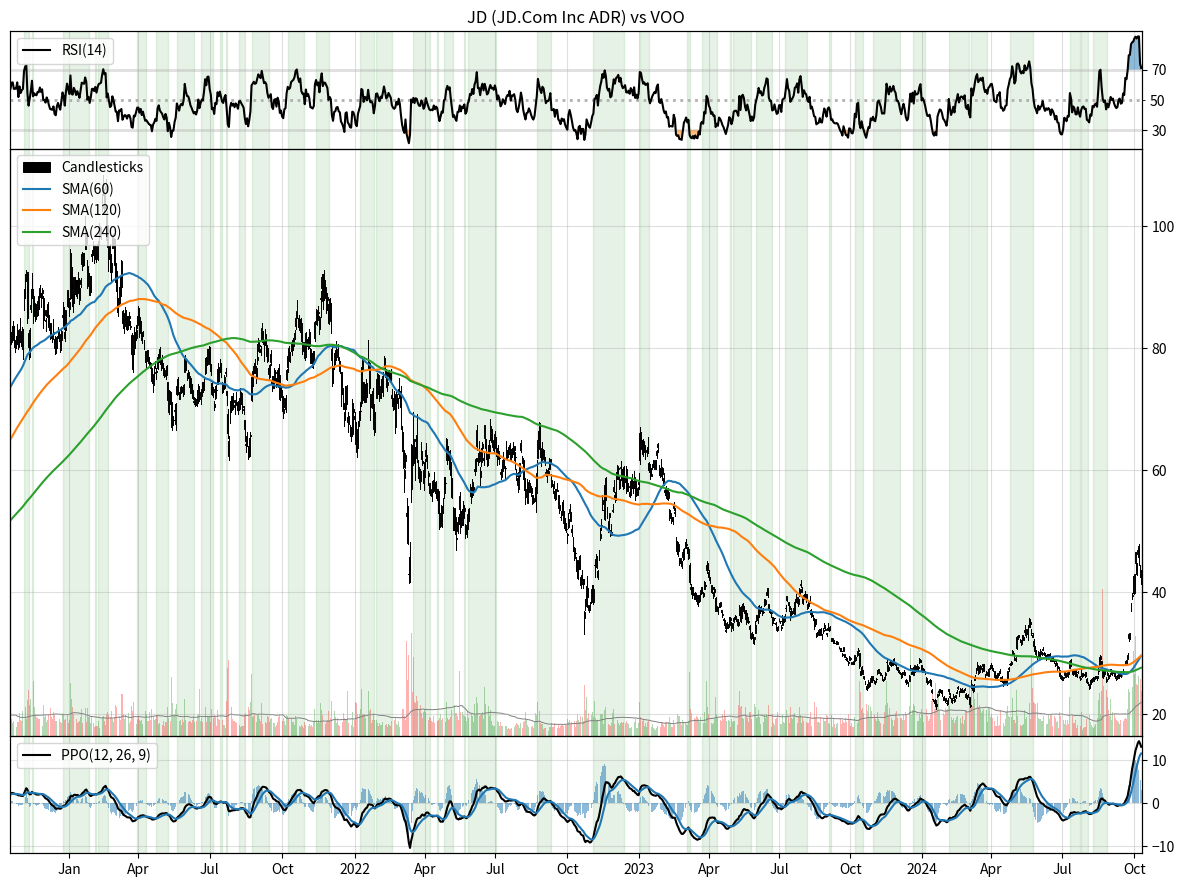 JD (JD.Com Inc ADR) vs VOO
RSI(14)
70
50
30
Candlesticks
SMA(60)
SMA(120)
SMA(240)
100
80
60
40
20
PPO(12, 26, 9)
10
0
−10
Jan Apr Jul Oct 2022 Apr Jul Oct 2023 Apr Jul Oct 2024 Apr Jul Oct